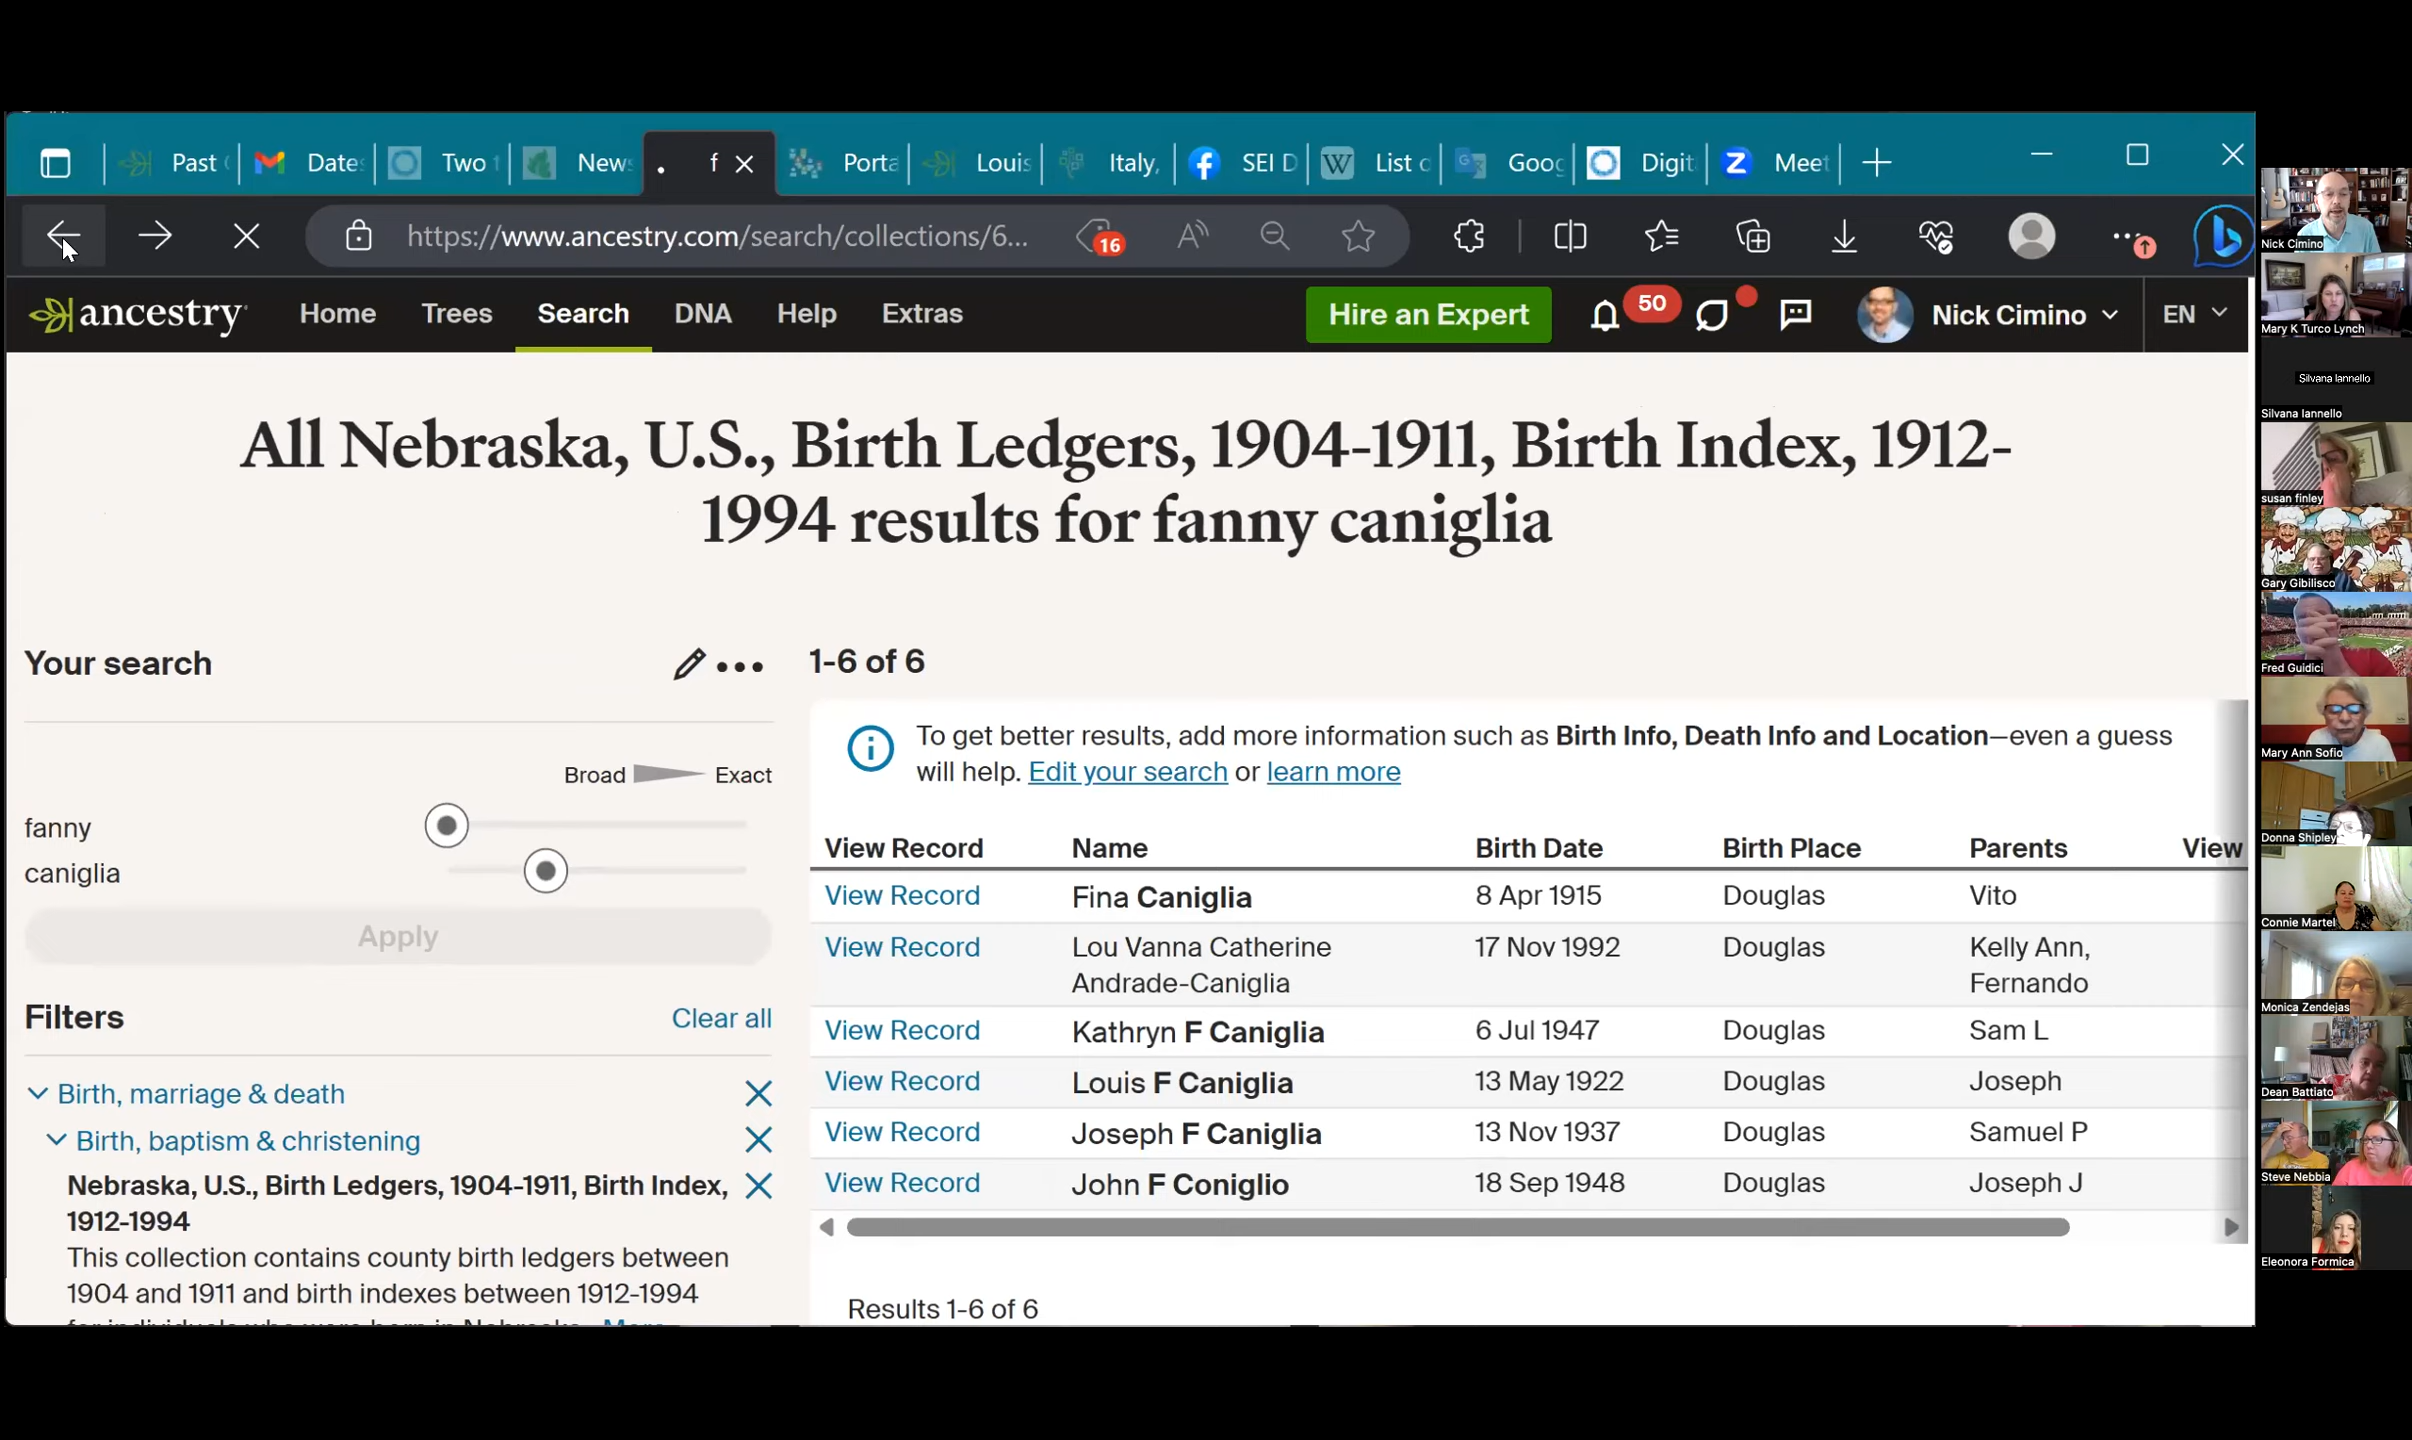 Past
Date
Two
News
f
Porta
Louis
Italy,
SEI D
List o
Goog
Digit
Meet
https://www.ancestry.com/search/collections/6...
16
ancestry
Home
Trees
Search
DNA
Help
Extras
Hire an Expert
50
Nick Cimino
EN
All Nebraska, U.S., Birth Ledgers, 1904-1911, Birth Index, 1912-
1994 results for fanny caniglia
Your search
Broad
Exact
fanny
caniglia
Apply
Filters
Clear all
Birth, marriage & death
Birth, baptism & christening
Nebraska, U.S., Birth Ledgers, 1904-1911, Birth Index,
1912-1994
This collection contains county birth ledgers between
1904 and 1911 and birth indexes between 1912-1994
for individuals who were born in Nebraska. More
1-6 of 6
To get better results, add more information such as Birth Info, Death Info and Location—even a guess
will help. Edit your search or learn more
View Record Name Birth Date Birth Place Parents View
View Record Fina Caniglia 8 Apr 1915 Douglas Vito
View Record Lou Vanna Catherine 17 Nov 1992 Douglas Kelly Ann,
Andrade-Caniglia Fernando
View Record Kathryn F Caniglia 6 Jul 1947 Douglas Sam L
View Record Louis F Caniglia 13 May 1922 Douglas Joseph
View Record Joseph F Caniglia 13 Nov 1937 Douglas Samuel P
View Record John F Coniglio 18 Sep 1948 Douglas Joseph J
Results 1-6 of 6
Nick Cimino
Mary K Turco Lynch
Silvana Iannello
Silvana Iannello
susan finley
Gary Gibilisco
Fred Guidici
Mary Ann Sofio
Donna Shipley
Connie Martel
Monica Zendejas
Dean Battiato
Steve Nebbia
Eleonora Formica